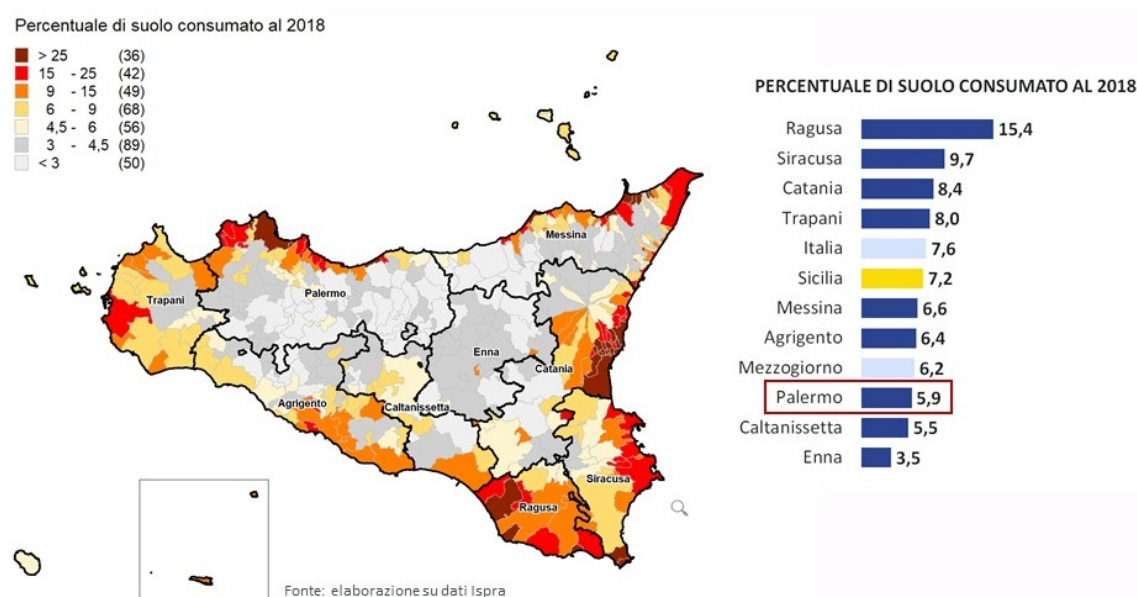 Percentuale di suolo consumato al 2018
> 25 (36)
15 - 25 (42)
9 - 15 (49)
6 - 9 (68)
4,5 - 6 (56)
3 - 4,5 (89)
< 3 (50)
Messina
Trapani
Palermo
Enna
Catania
Agrigento
Caltanissetta
Siracusa
Ragusa
Fonte: elaborazione su dati Ispra
PERCENTUALE DI SUOLO CONSUMATO AL 2018
Ragusa 15,4
Siracusa 9,7
Catania 8,4
Trapani 8,0
Italia 7,6
Sicilia 7,2
Messina 6,6
Agrigento 6,4
Mezzogiorno 6,2
Palermo 5,9
Caltanissetta 5,5
Enna 3,5